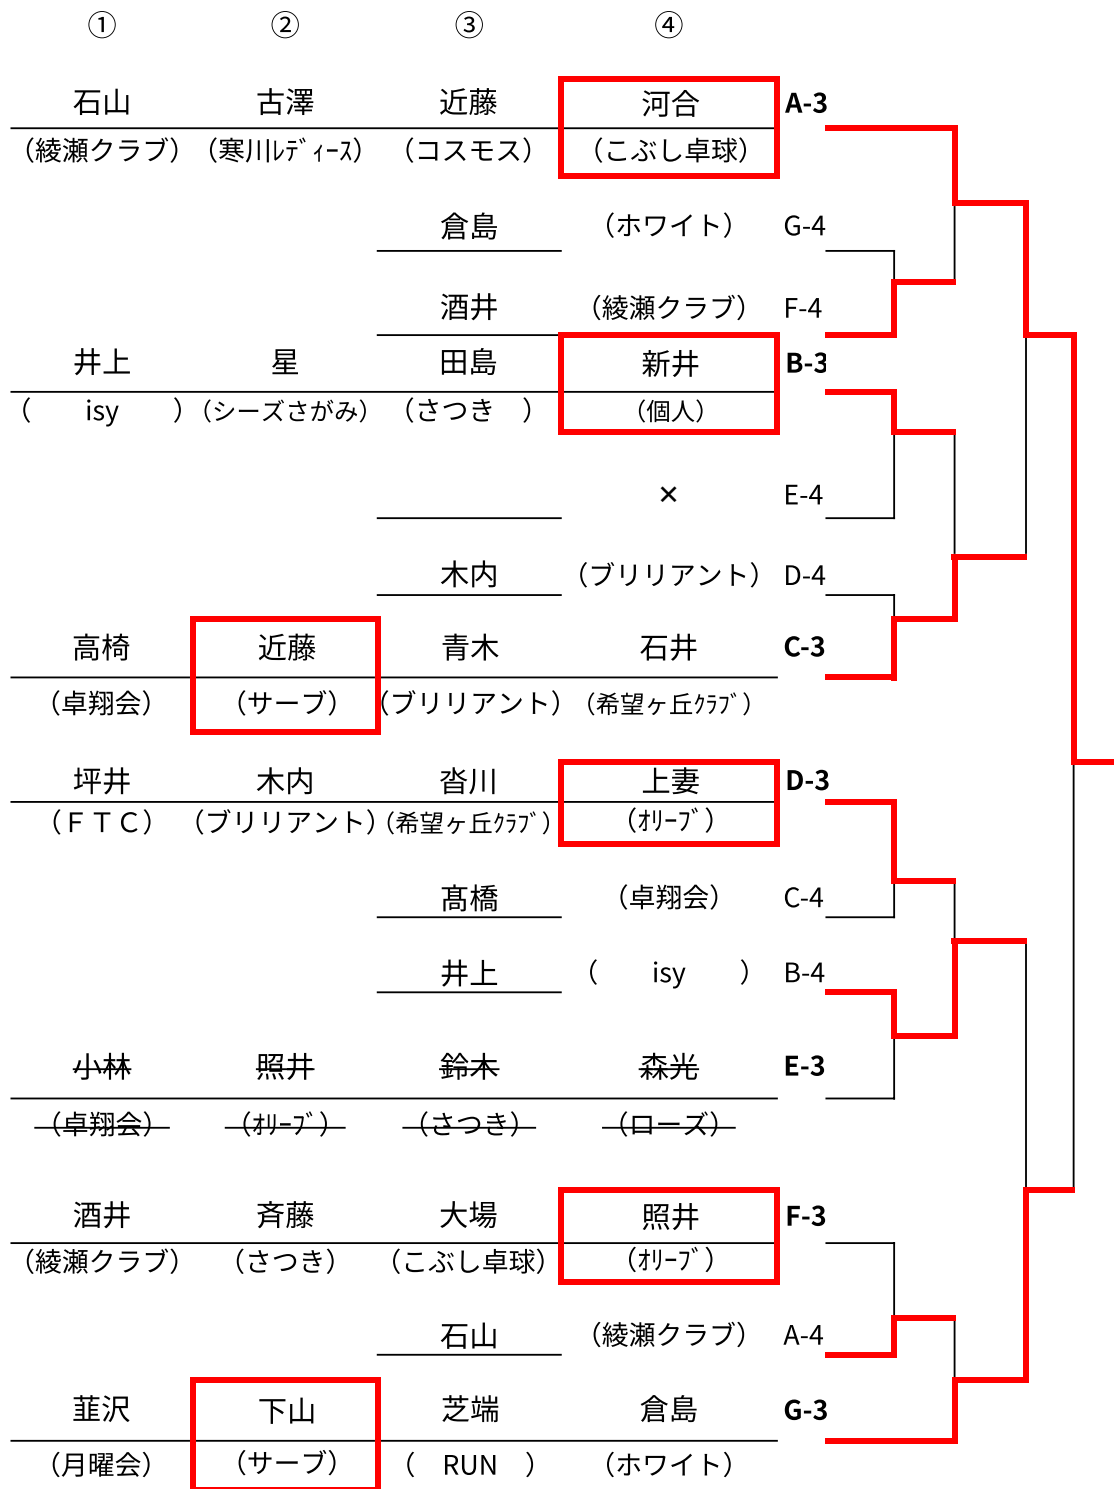 ① ② ③ ④
石山 古澤 近藤 河合 A-3
（綾瀬クラブ） （寒川ﾚﾃﾞｨｰｽ） （コスモス） （こぶし卓球）
倉島 （ホワイト） G-4
酒井 （綾瀬クラブ） F-4
井上 星 田島 新井 B-3
（　　isy　　） （シーズさがみ） （さつき　） （個人）
× E-4
木内 （ブリリアント） D-4
高椅 近藤 青木 石井 C-3
（卓翔会） （サーブ） （ブリリアント） （希望ヶ丘ｸﾗﾌﾞ）
坪井 木内 沓川 上妻 D-3
（ＦＴＣ） （ブリリアント） （希望ヶ丘ｸﾗﾌﾞ） （ｵﾘｰﾌﾞ）
髙橋 （卓翔会） C-4
井上 （　　isy　　） B-4
小林 照井 鈴木 森光 E-3
（卓翔会） （ｵﾘｰﾌﾞ） （さつき） （ローズ）
酒井 斉藤 大場 照井 F-3
（綾瀬クラブ） （さつき） （こぶし卓球） （ｵﾘｰﾌﾞ）
石山 （綾瀬クラブ） A-4
韮沢 下山 芝端 倉島 G-3
（月曜会） （サーブ） （　RUN　） （ホワイト）